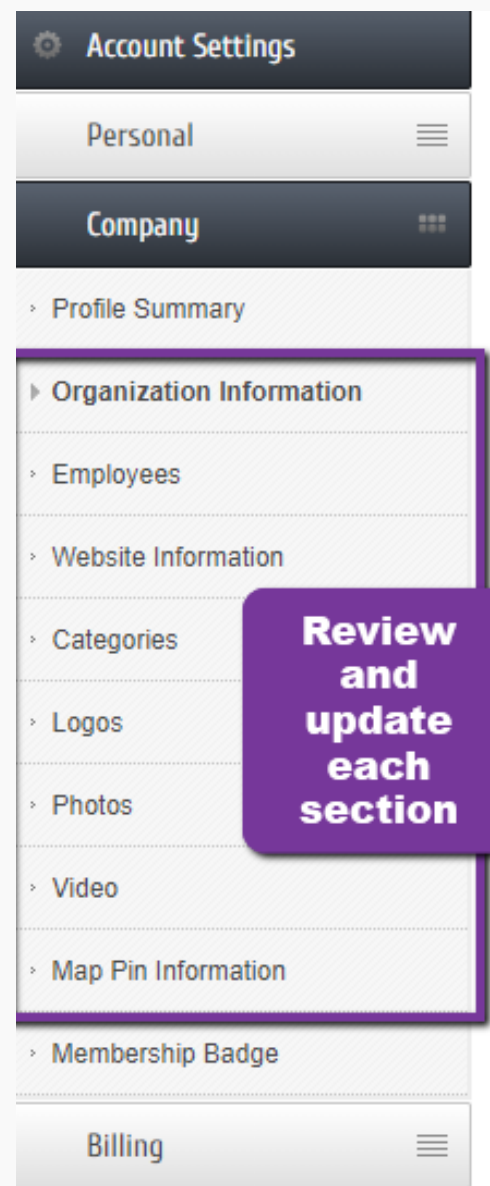 Account Settings
Personal
Company
Profile Summary
Organization Information
Employees
Website Information
Categories
Logos
Photos
Video
Map Pin Information
Review
and
update
each
section
Membership Badge
Billing